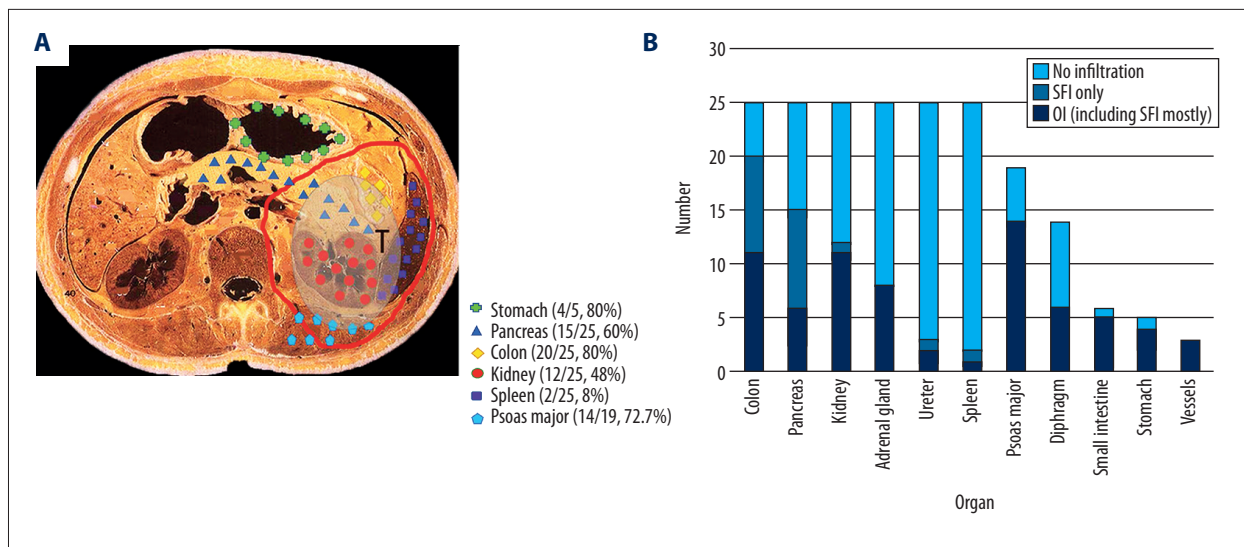 A
T
40
Stomach (4/5, 80%)
Pancreas (15/25, 60%)
Colon (20/25, 80%)
Kidney (12/25, 48%)
Spleen (2/25, 8%)
Psoas major (14/19, 72.7%)
B
30
25
20
15
10
5
0
Number
No infiltration
SFI only
OI (including SFI mostly)
Colon
Pancreas
Kidney
Adrenal gland
Ureter
Spleen
Psoas major
Diphragm
Small intestine
Stomach
Vessels
Organ